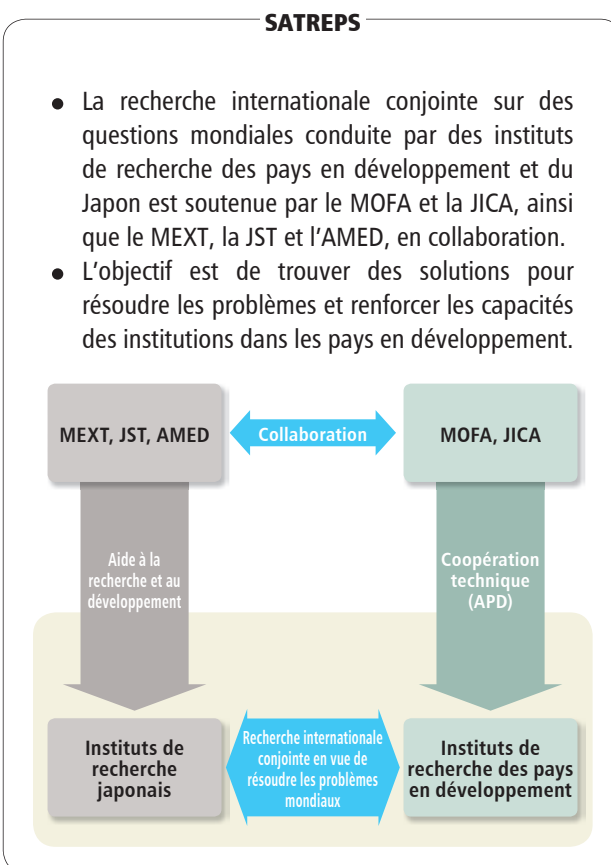 SATREPS
● La recherche internationale conjointe sur des
questions mondiales conduite par des instituts
de recherche des pays en développement et du
Japon est soutenue par le MOFA et la JICA, ainsi
que le MEXT, la JST et l’AMED, en collaboration.
● L’objectif est de trouver des solutions pour
résoudre les problèmes et renforcer les capacités
des institutions dans les pays en développement.
MEXT, JST, AMED
Collaboration
MOFA, JICA
Aide à la
recherche et au
développement
Coopération
technique
(APD)
Instituts de
recherche
japonais
Recherche internationale
conjointe en vue de
résoudre les problèmes
mondiaux
Instituts de
recherche des pays
en développement